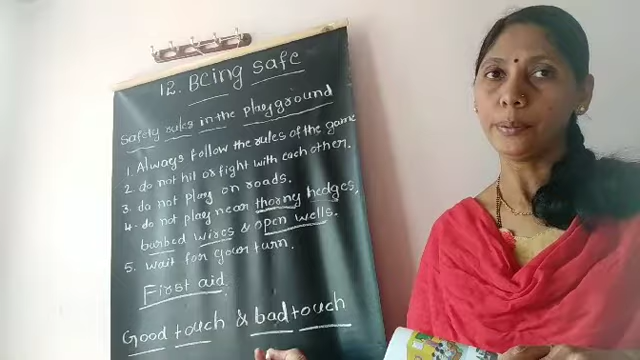 12. Being safe
Safety rules in the playground
1. Always follow the rules of the game
2. do not hit or fight with each other.
3. do not play on roads.
4. do not play near thorny hedges,
burbed wires & open wells.
5. wait for your turn.
First aid.
Good touch & bad touch